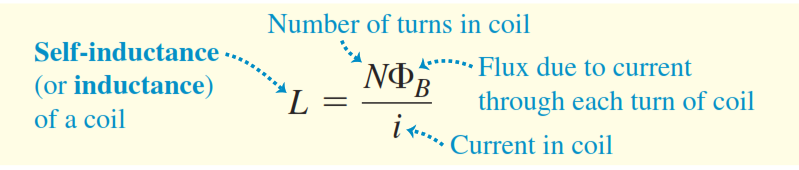 Number of turns in coil
Self-inductance
(or inductance)
of a coil
L = NΦ_B / i
Flux due to current
through each turn of coil
Current in coil